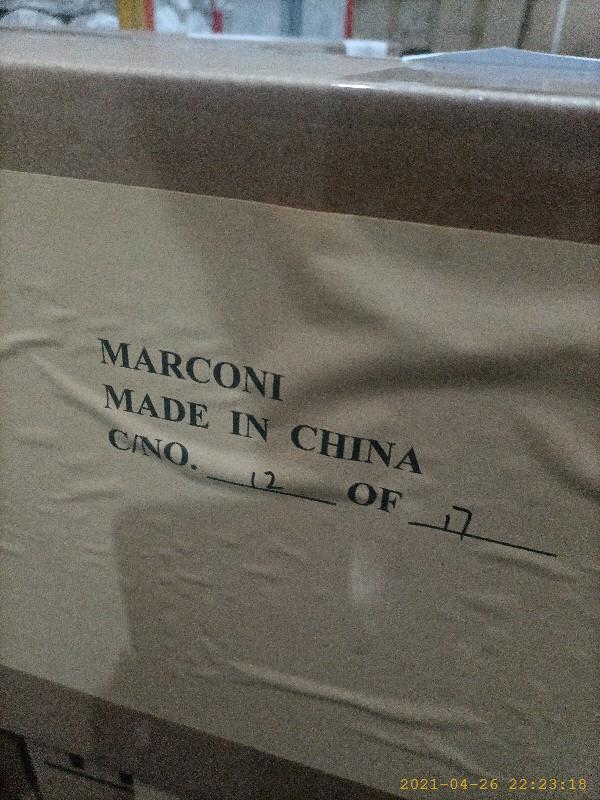 MARCONI
MADE IN CHINA
C/NO. 12 OF 17
2021-04-26 22:23:18